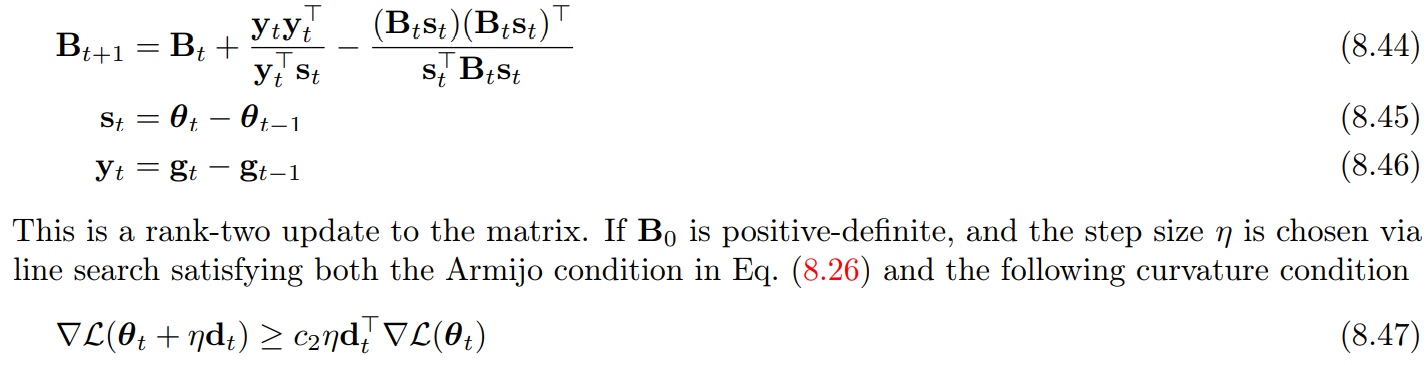 $\mathbf{B}_{t+1} = \mathbf{B}_t + \frac{\mathbf{y}_t \mathbf{y}_t^\top}{\mathbf{y}_t^\top \mathbf{s}_t} - \frac{(\mathbf{B}_t \mathbf{s}_t)(\mathbf{B}_t \mathbf{s}_t)^\top}{\mathbf{s}_t^\top \mathbf{B}_t \mathbf{s}_t}$ (8.44)
$\mathbf{s}_t = \boldsymbol{\theta}_t - \boldsymbol{\theta}_{t-1}$ (8.45)
$\mathbf{y}_t = \mathbf{g}_t - \mathbf{g}_{t-1}$ (8.46)
This is a rank-two update to the matrix. If $\mathbf{B}_0$ is positive-definite, and the step size $\eta$ is chosen via
line search satisfying both the Armijo condition in Eq. (8.26) and the following curvature condition
$\nabla \mathcal{L}(\boldsymbol{\theta}_t + \eta \mathbf{d}_t) \geq c_2 \eta \mathbf{d}_t^\top \nabla \mathcal{L}(\boldsymbol{\theta}_t)$ (8.47)